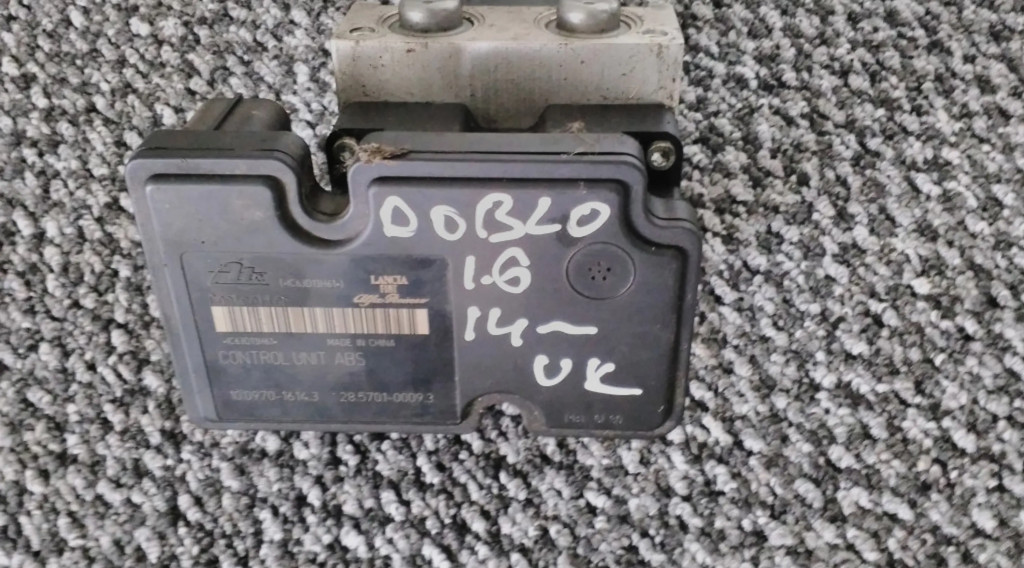 DOBLO
1.6
14-
UK
LANCIA
FIAT
Alfa Romeo
MADE IN CHINA
CONTROL UNIT ABS
10.0970-1614.3 28.5701-0009.3